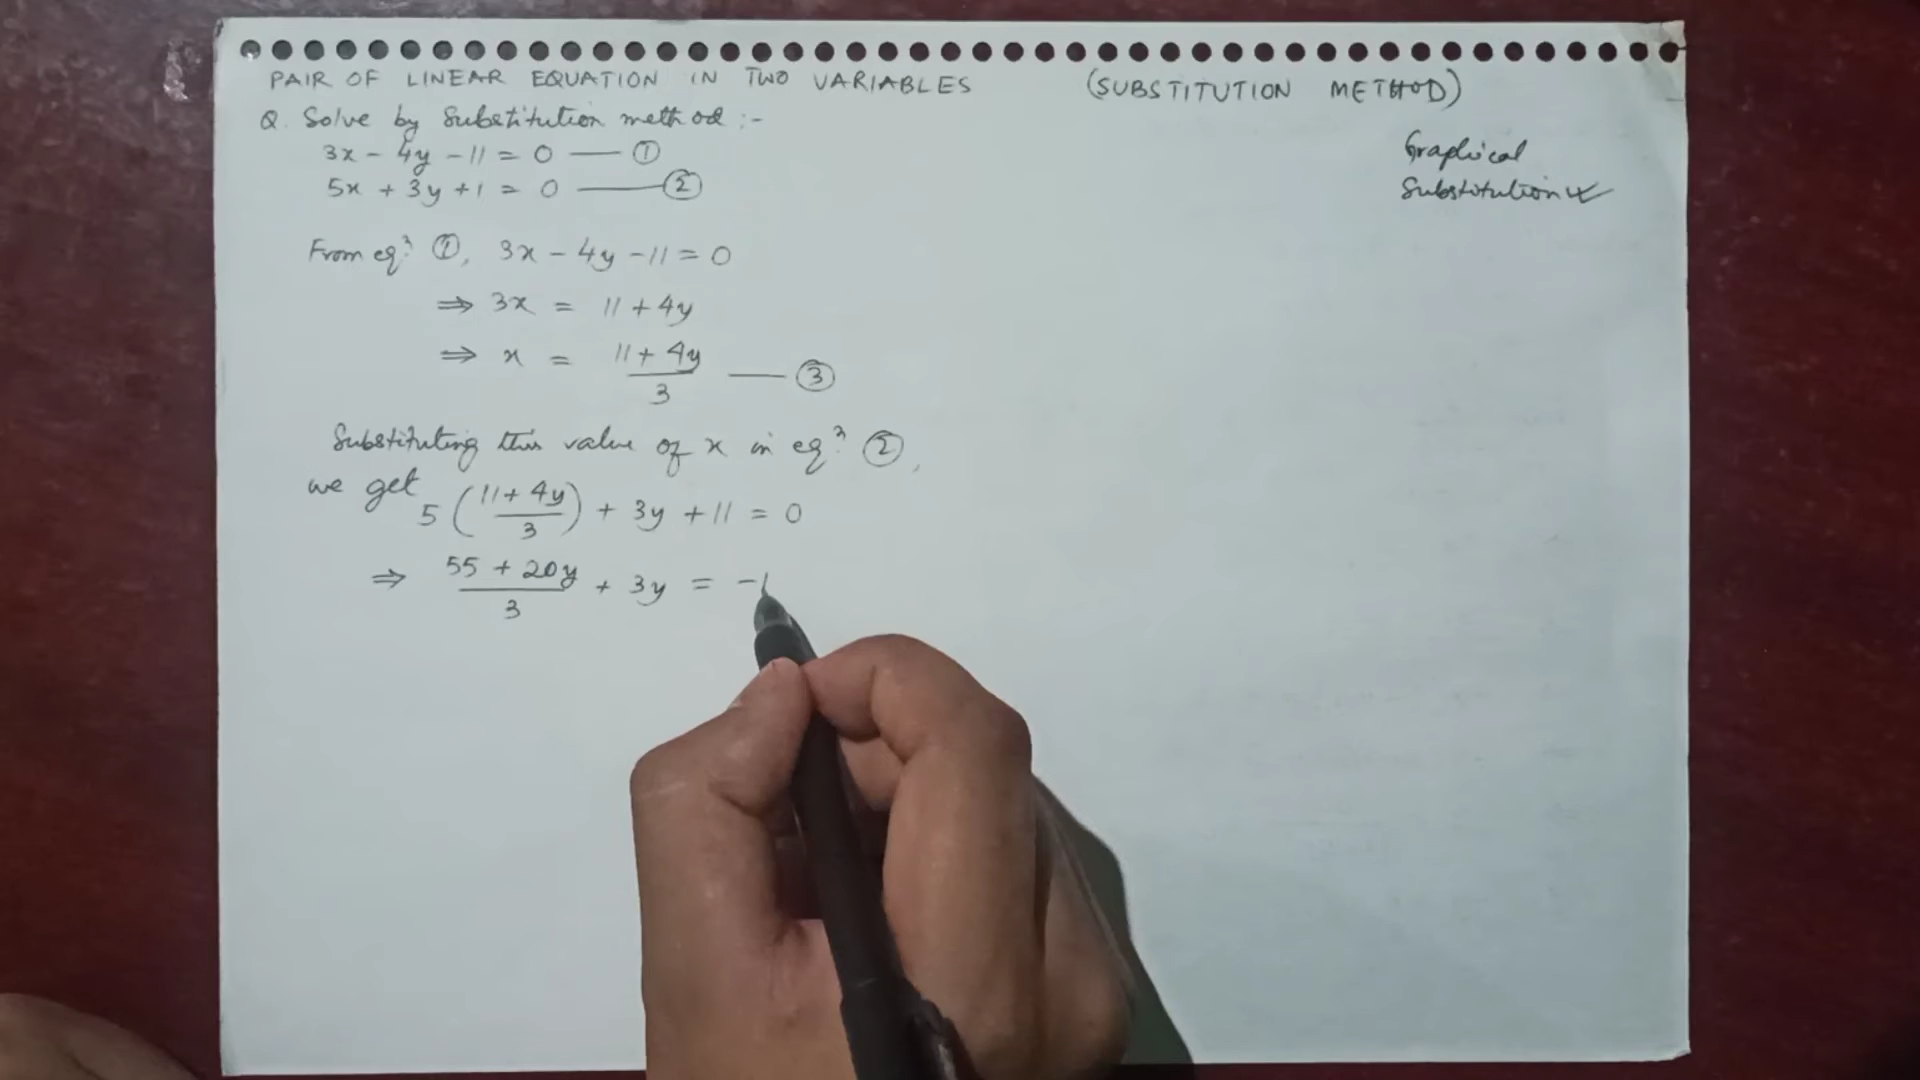 PAIR OF LINEAR EQUATION IN TWO VARIABLES (SUBSTITUTION METHOD)
Q. Solve by Substitution method :-
3x - 4y - 11 = 0 — ①
5x + 3y + 1 = 0 — ②
Graphical
Substitution ✓
From eqⁿ ①, 3x - 4y - 11 = 0
⇒ 3x = 11 + 4y
⇒ x = (11 + 4y)/3 — ③
Substituting this value of x in eqⁿ ②,
we get
5 ((11 + 4y)/3) + 3y + 11 = 0
⇒ (55 + 20y)/3 + 3y = -1